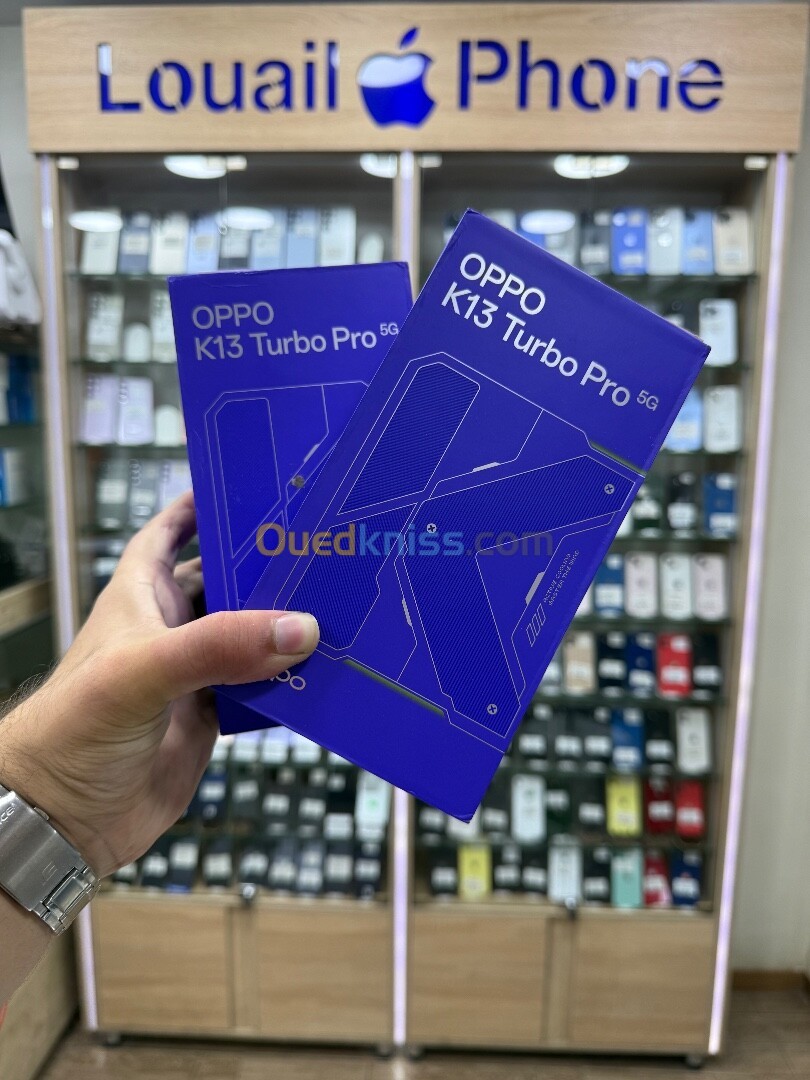 Louail Phone
OPPO
K13 Turbo Pro 5G
OPPO
K13 Turbo Pro 5G
Ouedkniss.com